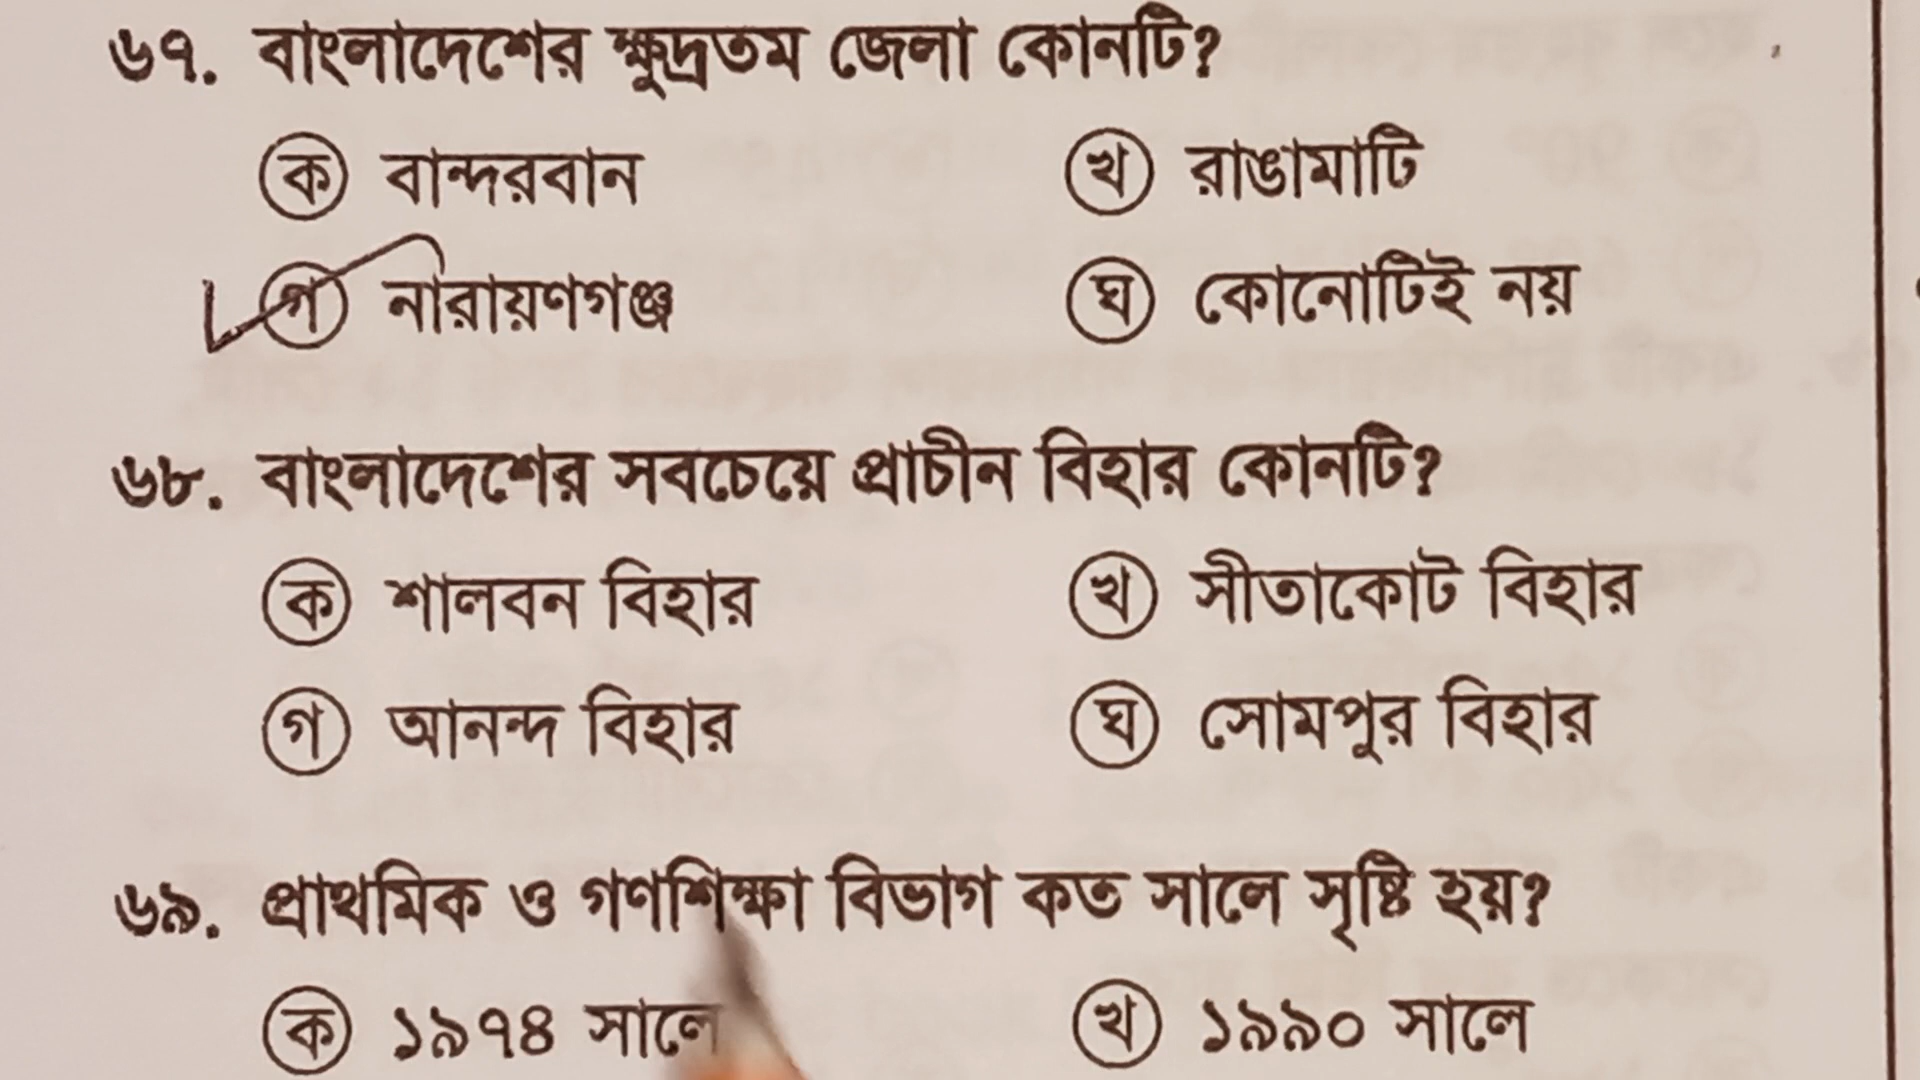 ৬৭. বাংলাদেশের ক্ষুদ্রতম জেলা কোনটি?
ক বান্দরবান খ রাঙামাটি
গ নারায়ণগঞ্জ ঘ কোনোটিই নয়
৬৮. বাংলাদেশের সবচেয়ে প্রাচীন বিহার কোনটি?
ক শালবন বিহার খ সীতাকোট বিহার
গ আনন্দ বিহার ঘ সোমপুর বিহার
৬৯. প্রাথমিক ও গণশিক্ষা বিভাগ কত সালে সৃষ্টি হয়?
ক ১৯৭৪ সালে খ ১৯৯০ সালে